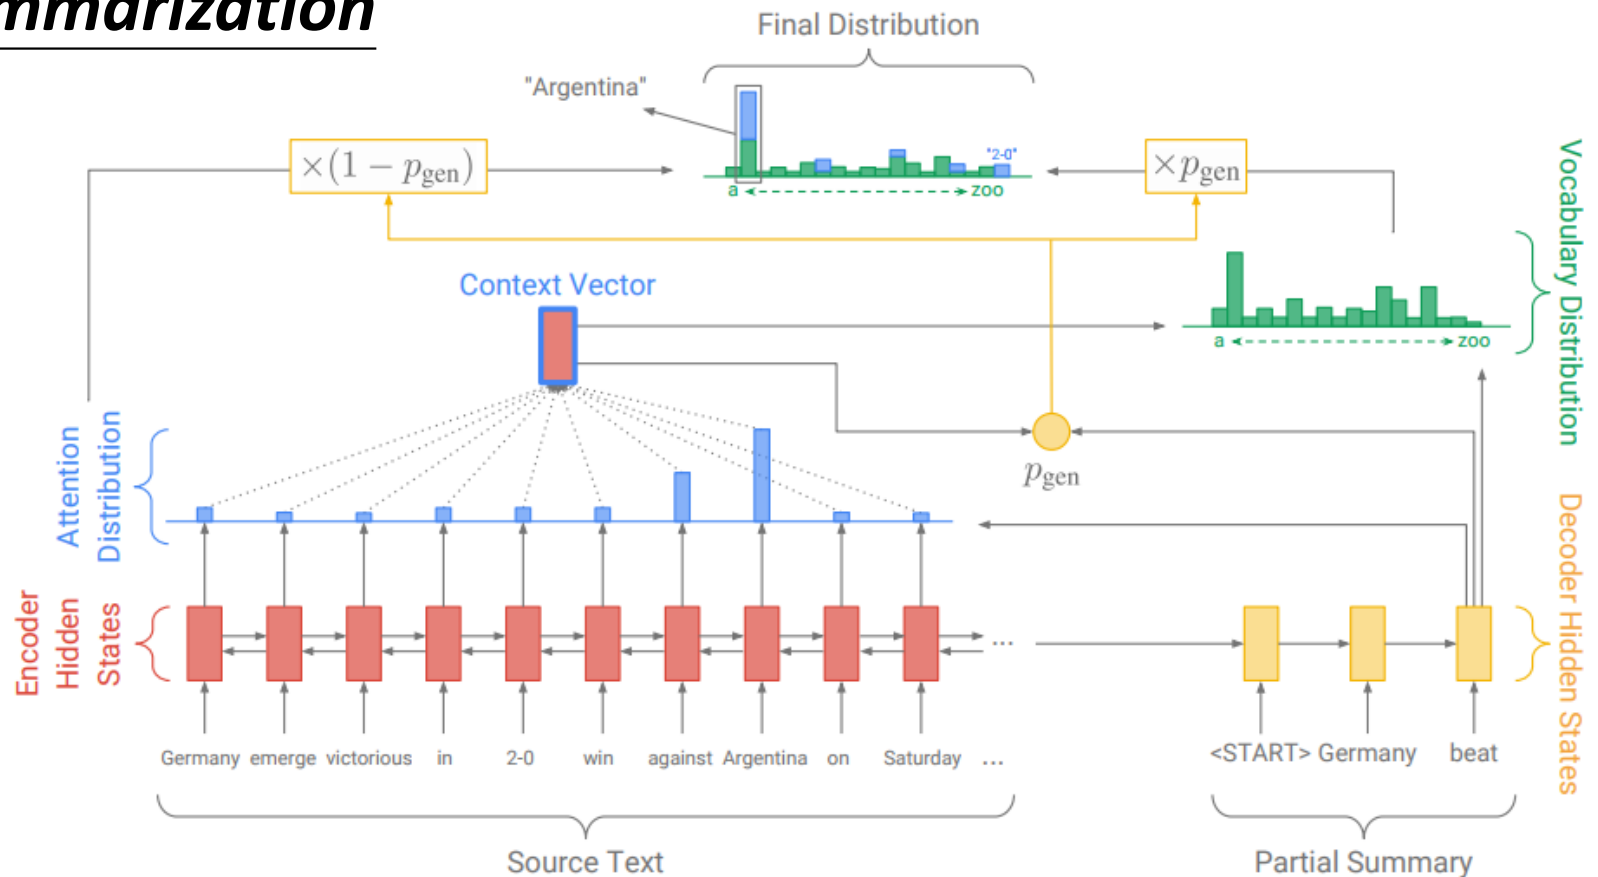 mmarization
Final Distribution
"Argentina"
×(1 − pgen)
×pgen
"2-0"
a zoo
Context Vector
Vocabulary Distribution
a zoo
Attention
Distribution
pgen
Encoder
Hidden
States
...
Decoder Hidden States
Germany emerge victorious in 2-0 win against Argentina on Saturday ...
<START> Germany beat
Source Text
Partial Summary